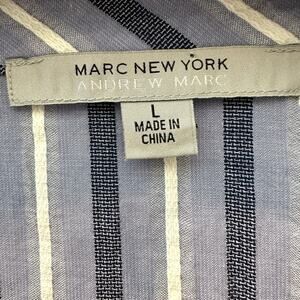 MARC NEW YORK
ANDREW MARC
L
MADE IN
CHINA